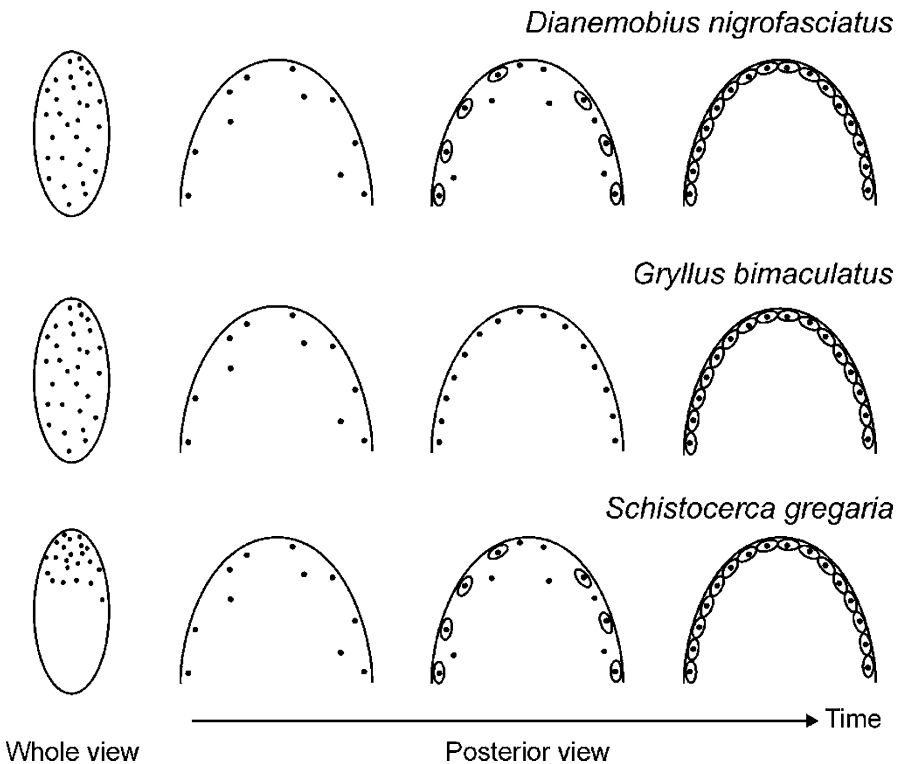 Dianemobius nigrofasciatus
Gryllus bimaculatus
Schistocerca gregaria
Time
Whole view
Posterior view